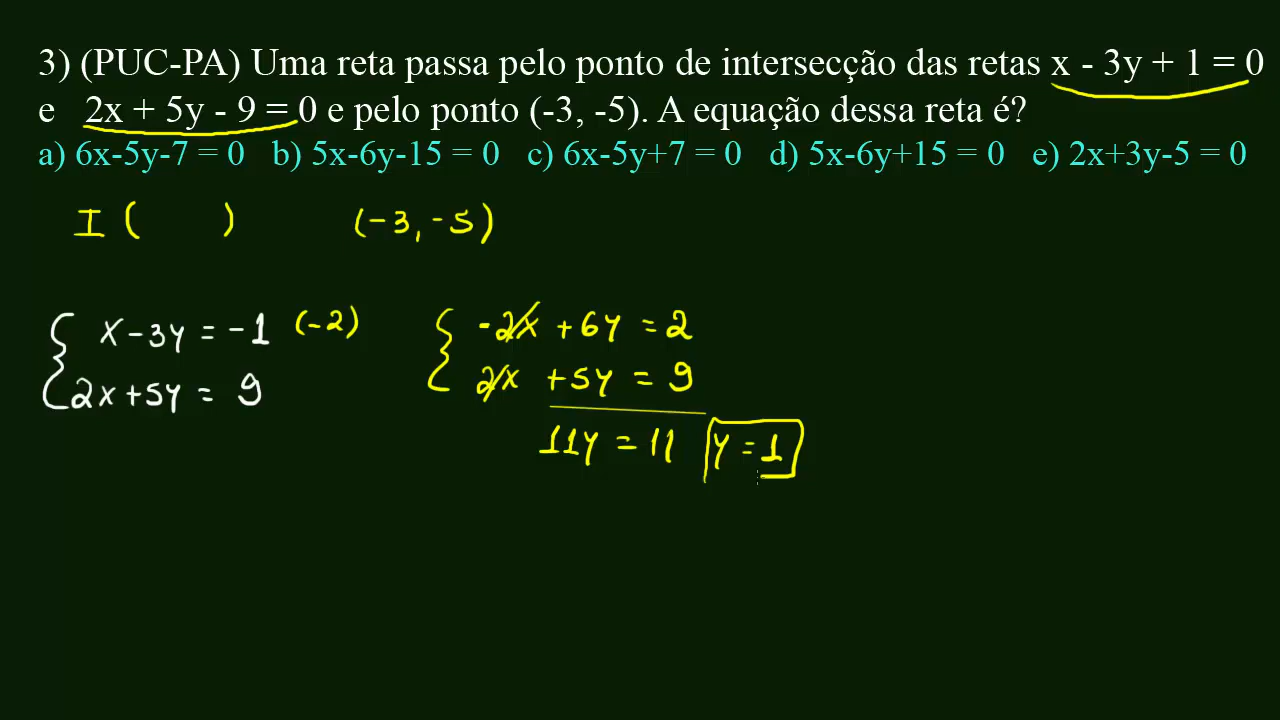 3) (PUC-PA) Uma reta passa pelo ponto de intersecção das retas x - 3y + 1 = 0
e 2x + 5y - 9 = 0 e pelo ponto (-3, -5). A equação dessa reta é?
a) 6x-5y-7 = 0 b) 5x-6y-15 = 0 c) 6x-5y+7 = 0 d) 5x-6y+15 = 0 e) 2x+3y-5 = 0
I ( ) (-3, -5)
x - 3y = -1 (-2)
2x + 5y = 9
-2x + 6y = 2
2x + 5y = 9
11y = 11 y = 1